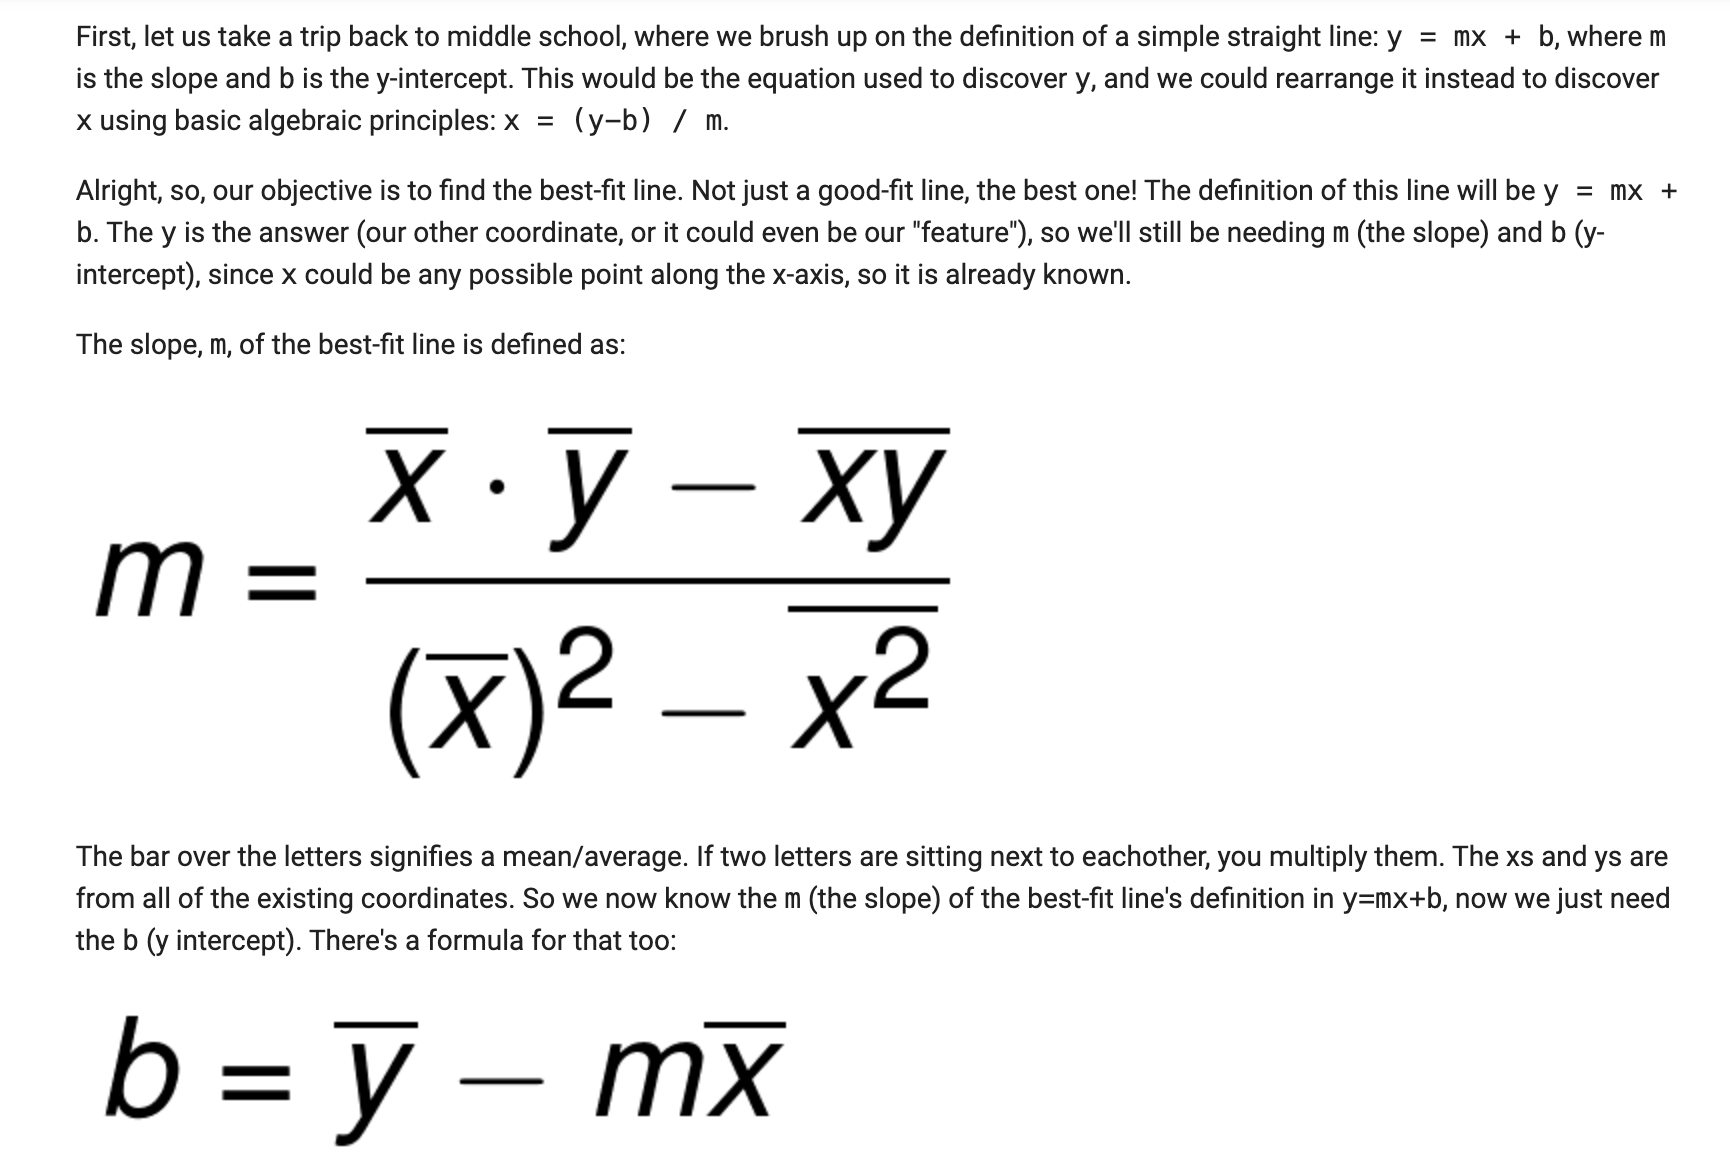 First, let us take a trip back to middle school, where we brush up on the definition of a simple straight line: y = mx + b, where m
is the slope and b is the y-intercept. This would be the equation used to discover y, and we could rearrange it instead to discover
x using basic algebraic principles: x = (y-b) / m.
Alright, so, our objective is to find the best-fit line. Not just a good-fit line, the best one! The definition of this line will be y = mx +
b. The y is the answer (our other coordinate, or it could even be our "feature"), so we'll still be needing m (the slope) and b (y-
intercept), since x could be any possible point along the x-axis, so it is already known.
The slope, m, of the best-fit line is defined as:
m = (x̅ · y̅ – x̅y̅) / ((x̅)² – x̅²̅)
The bar over the letters signifies a mean/average. If two letters are sitting next to eachother, you multiply them. The xs and ys are
from all of the existing coordinates. So we now know the m (the slope) of the best-fit line's definition in y=mx+b, now we just need
the b (y intercept). There's a formula for that too:
b = y̅ – mx̅